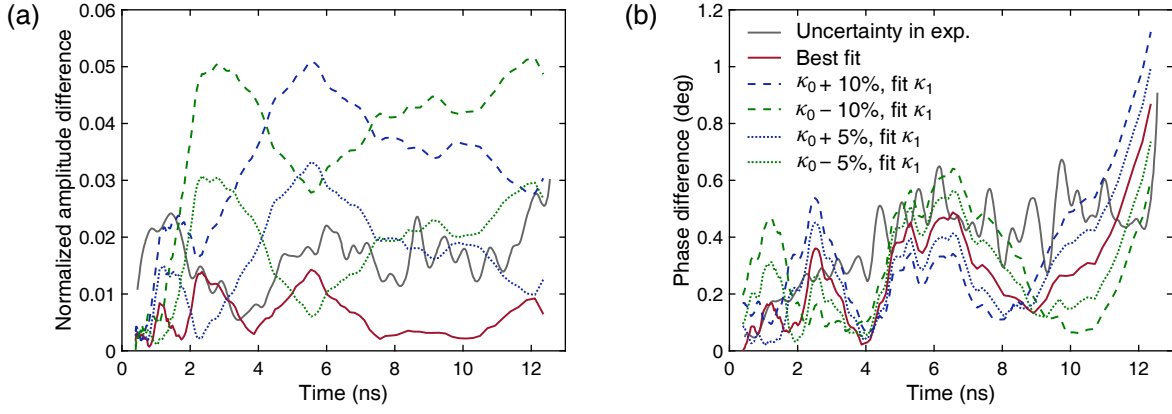 (a)
0.06
0.05
0.04
0.03
0.02
0.01
0
Normalized amplitude difference
0 2 4 6 8 10 12
Time (ns)
(b)
1.2
1
0.8
0.6
0.4
0.2
0
Phase difference (deg)
Uncertainty in exp.
Best fit
κ₀ + 10%, fit κ₁
κ₀ − 10%, fit κ₁
κ₀ + 5%, fit κ₁
κ₀ − 5%, fit κ₁
0 2 4 6 8 10 12
Time (ns)